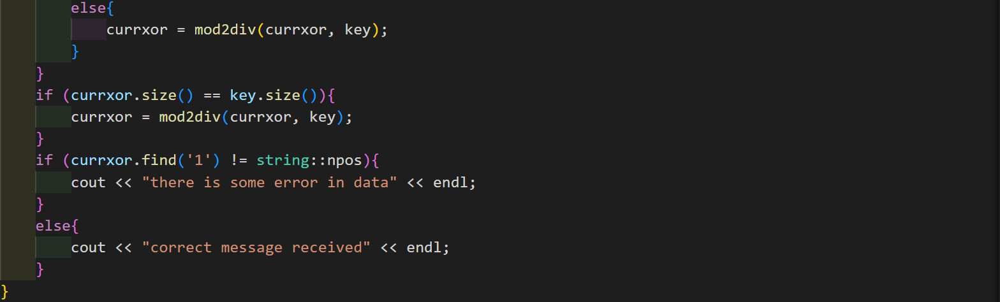 else{
            currxor = mod2div(currxor, key);
        }
    }
    if (currxor.size() == key.size()){
        currxor = mod2div(currxor, key);
    }
    if (currxor.find('1') != string::npos){
        cout << "there is some error in data" << endl;
    }
    else{
        cout << "correct message received" << endl;
    }
}